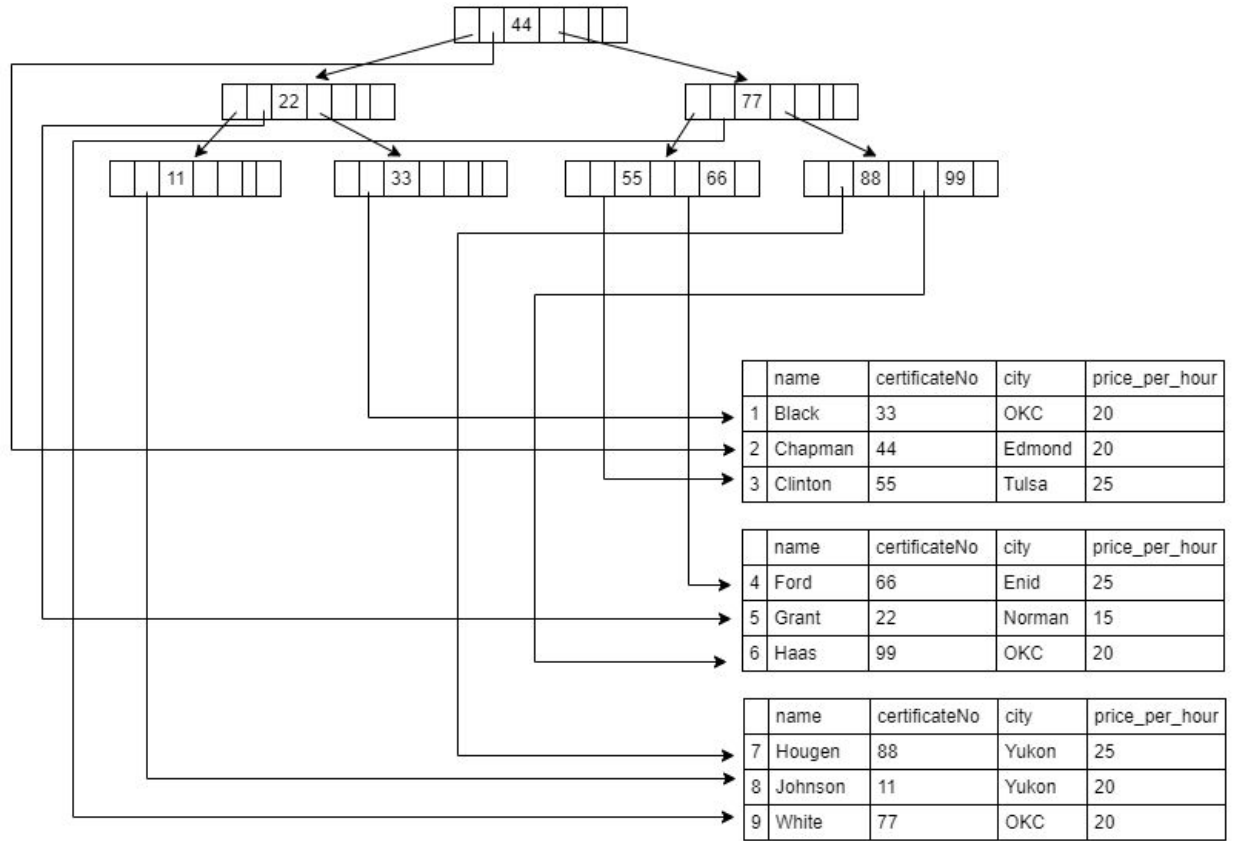 44
22 77
11 33 55 66 88 99
name certificateNo city price_per_hour
1 Black 33 OKC 20
2 Chapman 44 Edmond 20
3 Clinton 55 Tulsa 25
name certificateNo city price_per_hour
4 Ford 66 Enid 25
5 Grant 22 Norman 15
6 Haas 99 OKC 20
name certificateNo city price_per_hour
7 Hougen 88 Yukon 25
8 Johnson 11 Yukon 20
9 White 77 OKC 20